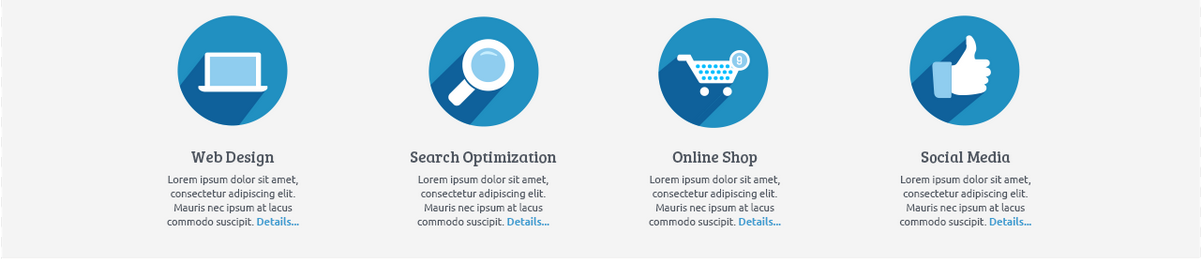 9
Web Design
Lorem ipsum dolor sit amet,
consectetur adipiscing elit.
Mauris nec ipsum at lacus
commodo suscipit. Details...
Search Optimization
Lorem ipsum dolor sit amet,
consectetur adipiscing elit.
Mauris nec ipsum at lacus
commodo suscipit. Details...
Online Shop
Lorem ipsum dolor sit amet,
consectetur adipiscing elit.
Mauris nec ipsum at lacus
commodo suscipit. Details...
Social Media
Lorem ipsum dolor sit amet,
consectetur adipiscing elit.
Mauris nec ipsum at lacus
commodo suscipit. Details...